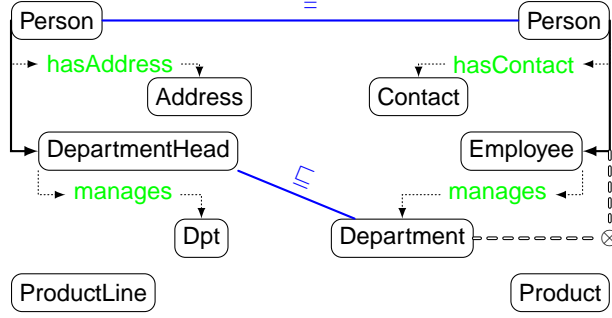 =
Person Person
hasAddress hasContact
Address Contact
DepartmentHead Employee
⊑
manages manages
Dpt Department
⊗
ProductLine Product